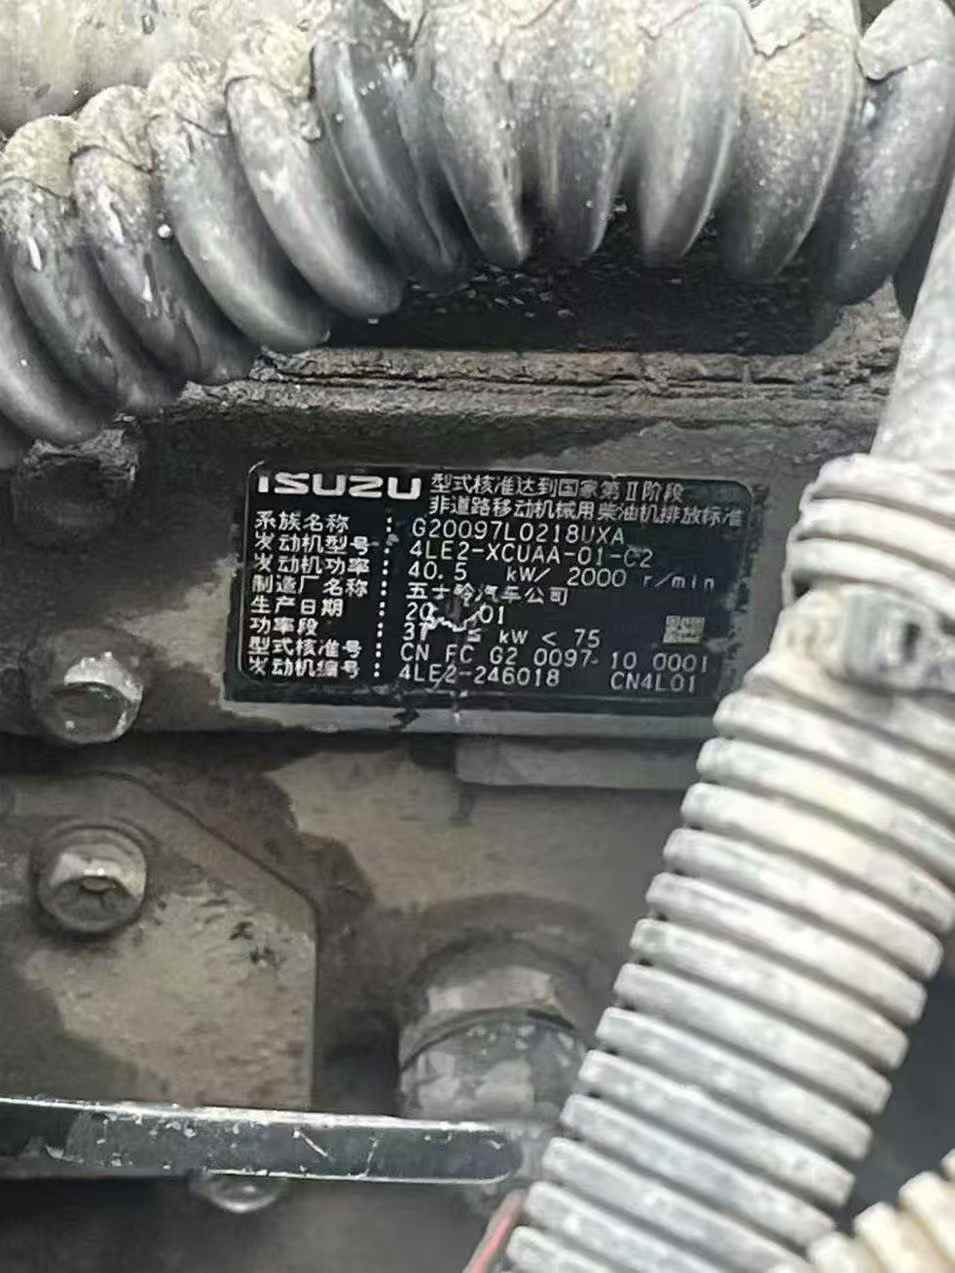 ISUZU 型式核准达到国家第Ⅱ阶段
非道路移动机械用柴油机排放标准
系族名称 : G20097L0218UXA
发动机型号 : 4LE2-XCUAA-01-C2
发动机功率 : 40.5 kW/ 2000 r/min
制造厂名称 : 五十铃汽车公司
生产日期 : 01
功率段 : kW < 75
型式核准号 : CN FC G2 0097 10 0001
发动机编号 : 4LE2-246018 CN4L01